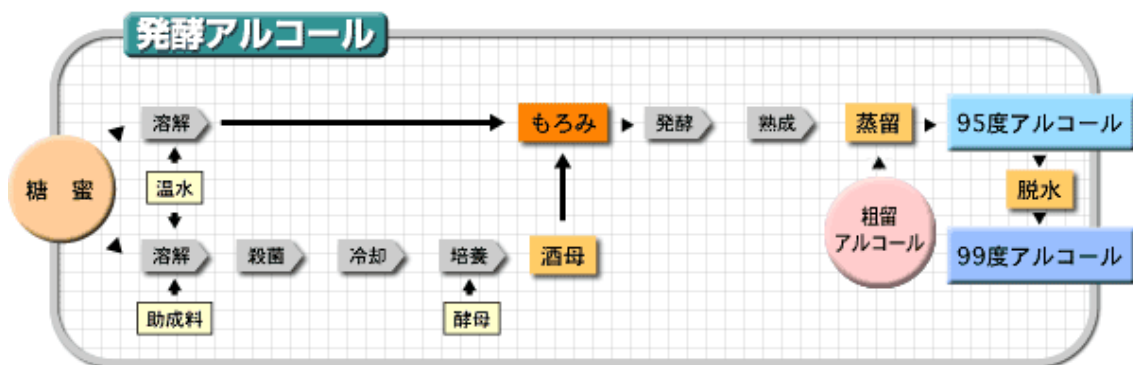 発酵アルコール
溶解
もろみ
発酵
熟成
蒸留
95度アルコール
糖 蜜
温水
脱水
粗留
アルコール
溶解
殺菌
冷却
培養
酒母
99度アルコール
助成料
酵母